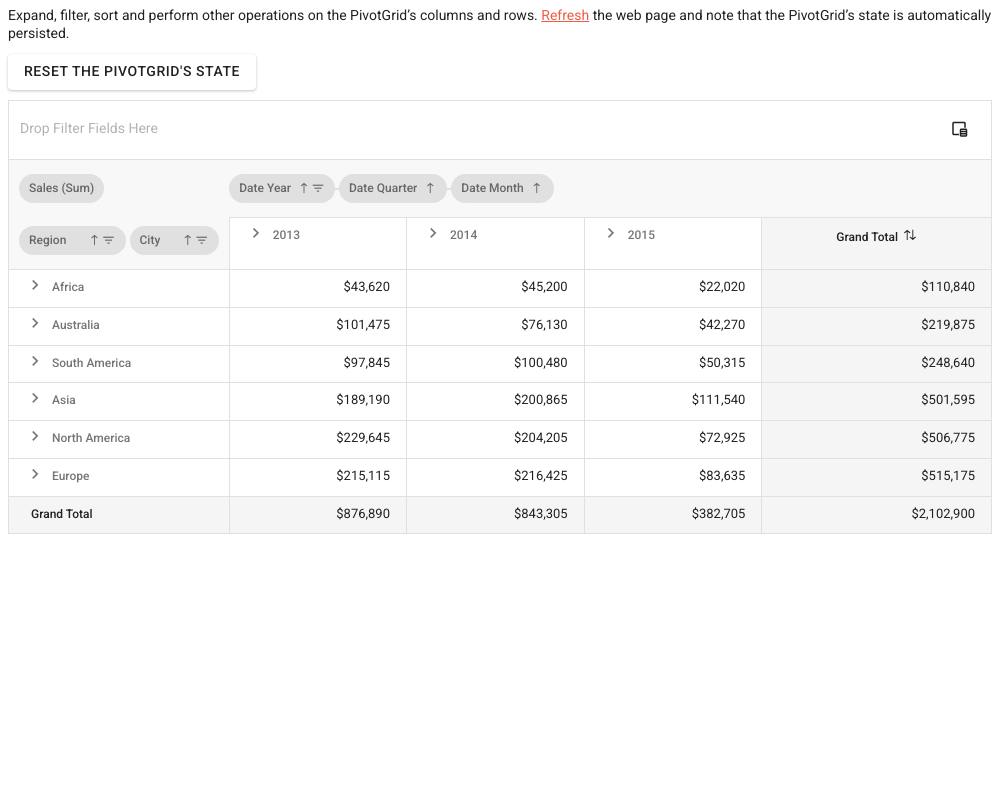 Expand, filter, sort and perform other operations on the PivotGrid’s columns and rows. Refresh the web page and note that the PivotGrid’s state is automatically
persisted.
RESET THE PIVOTGRID'S STATE
Drop Filter Fields Here
Sales (Sum) Date Year Date Quarter Date Month
Region City 2013 2014 2015 Grand Total
Africa $43,620 $45,200 $22,020 $110,840
Australia $101,475 $76,130 $42,270 $219,875
South America $97,845 $100,480 $50,315 $248,640
Asia $189,190 $200,865 $111,540 $501,595
North America $229,645 $204,205 $72,925 $506,775
Europe $215,115 $216,425 $83,635 $515,175
Grand Total $876,890 $843,305 $382,705 $2,102,900